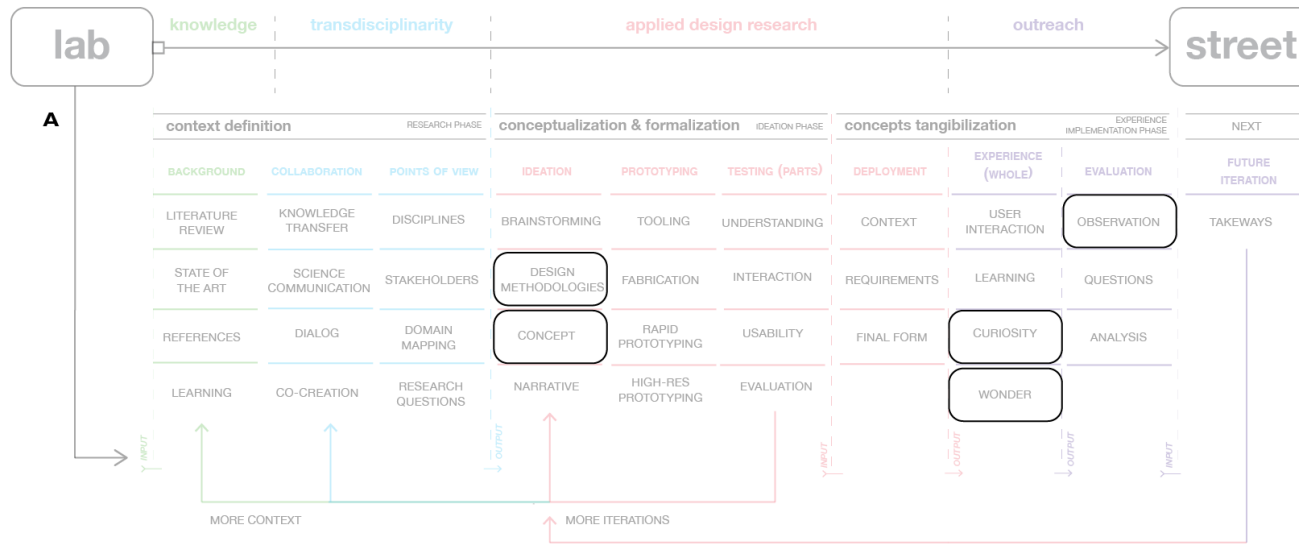 knowledge
transdisciplinarity
applied design research
outreach
lab
street
A
context definition
RESEARCH PHASE
conceptualization & formalization
IDEATION PHASE
concepts tangibilization
EXPERIENCE
IMPLEMENTATION PHASE
NEXT
BACKGROUND
COLLABORATION
POINTS OF VIEW
IDEATION
PROTOTYPING
TESTING (PARTS)
DEPLOYMENT
EXPERIENCE
(WHOLE)
EVALUATION
FUTURE
ITERATION
LITERATURE
REVIEW
KNOWLEDGE
TRANSFER
DISCIPLINES
BRAINSTORMING
TOOLING
UNDERSTANDING
CONTEXT
USER
INTERACTION
OBSERVATION
TAKEWAYS
STATE OF
THE ART
SCIENCE
COMMUNICATION
STAKEHOLDERS
DESIGN
METHODOLOGIES
FABRICATION
INTERACTION
REQUIREMENTS
LEARNING
QUESTIONS
REFERENCES
DIALOG
DOMAIN
MAPPING
CONCEPT
RAPID
PROTOTYPING
USABILITY
FINAL FORM
CURIOSITY
ANALYSIS
LEARNING
CO-CREATION
RESEARCH
QUESTIONS
NARRATIVE
HIGH-RES
PROTOTYPING
EVALUATION
WONDER
INPUT
OUTPUT
INPUT
OUTPUT
OUTPUT
INPUT
MORE CONTEXT
MORE ITERATIONS